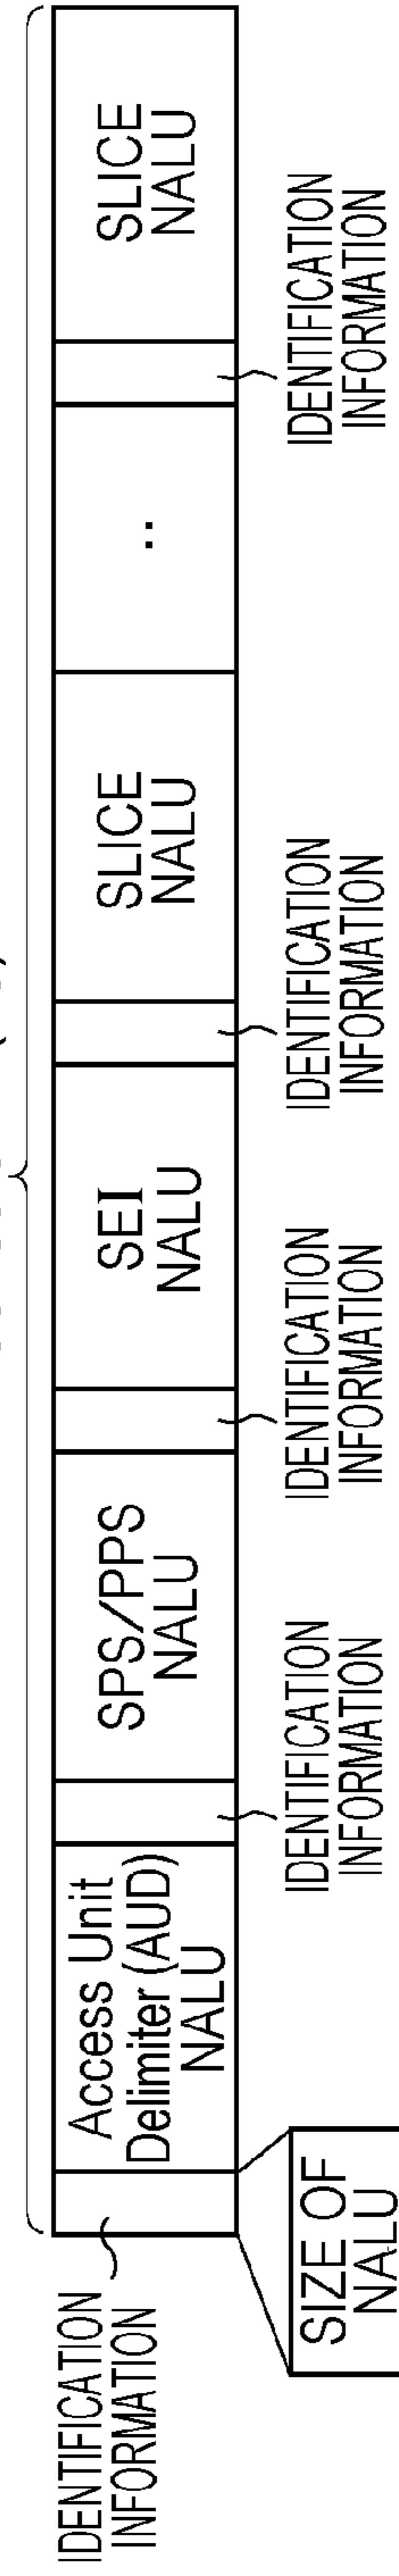 IDENTIFICATION
INFORMATION
Access Unit
Delimiter (AUD)
NALU
SPS/PPS
NALU
SEI
NALU
SLICE
NALU
..
SLICE
NALU
SIZE OF
NALU
IDENTIFICATION
INFORMATION
IDENTIFICATION
INFORMATION
IDENTIFICATION
INFORMATION
IDENTIFICATION
INFORMATION